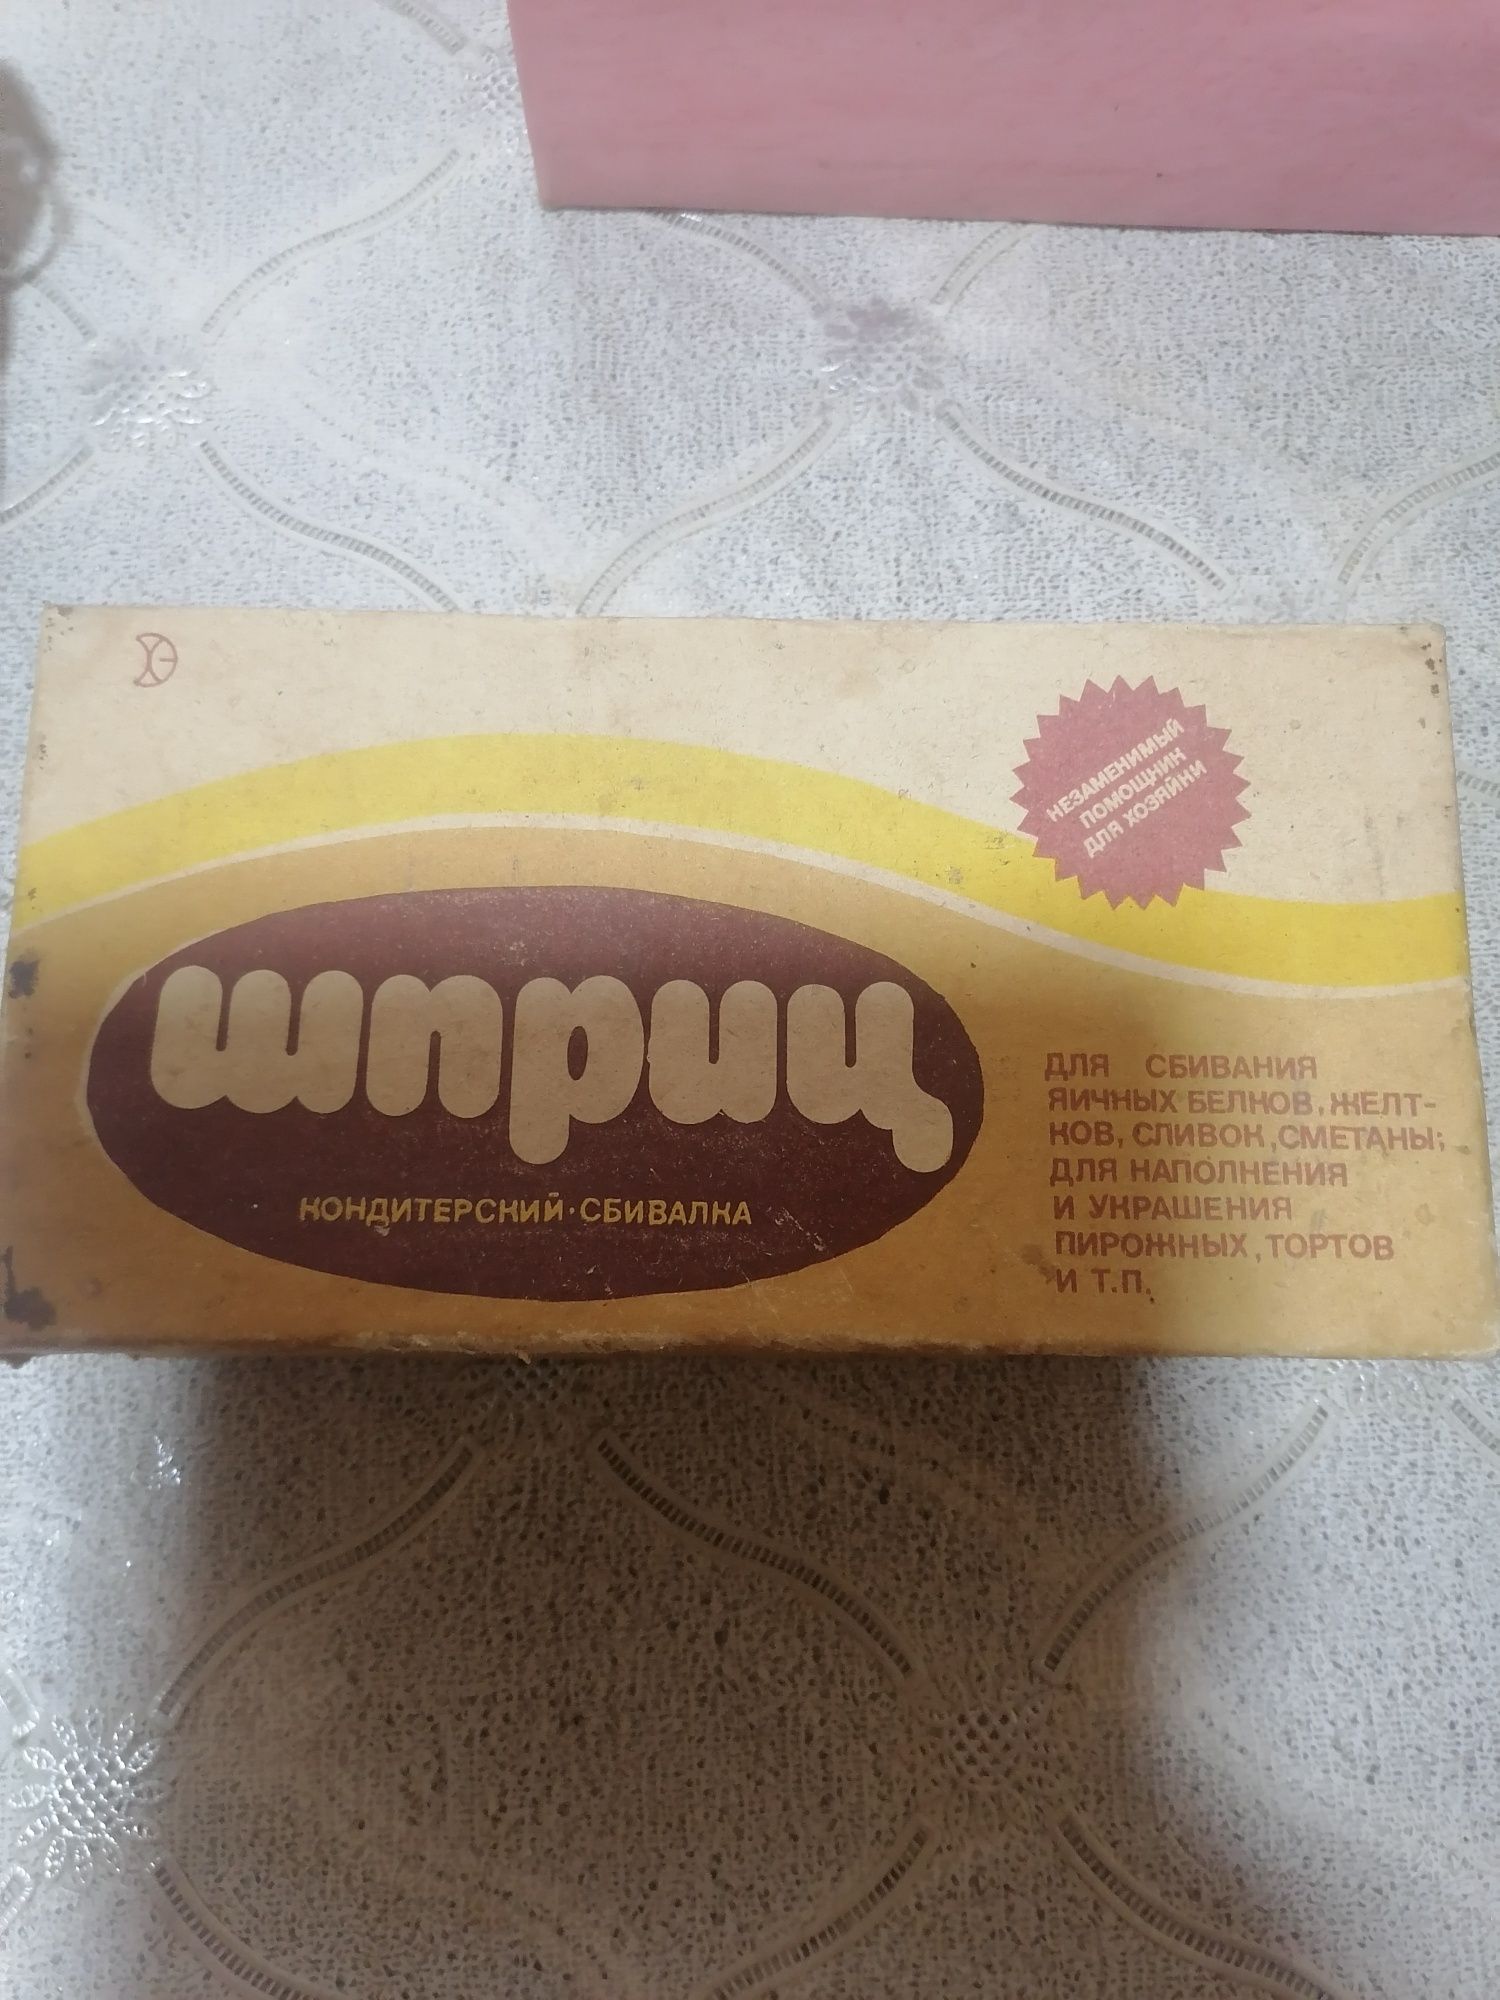 НЕЗАМЕНИМЫЙ
ПОМОЩНИК
ДЛЯ ХОЗЯЙКИ
шприц
КОНДИТЕРСКИЙ·СБИВАЛКА
ДЛЯ СБИВАНИЯ
ЯИЧНЫХ БЕЛКОВ, ЖЕЛТ-
КОВ, СЛИВОК, СМЕТАНЫ;
ДЛЯ НАПОЛНЕНИЯ
И УКРАШЕНИЯ
ПИРОЖНЫХ, ТОРТОВ
И Т.П.